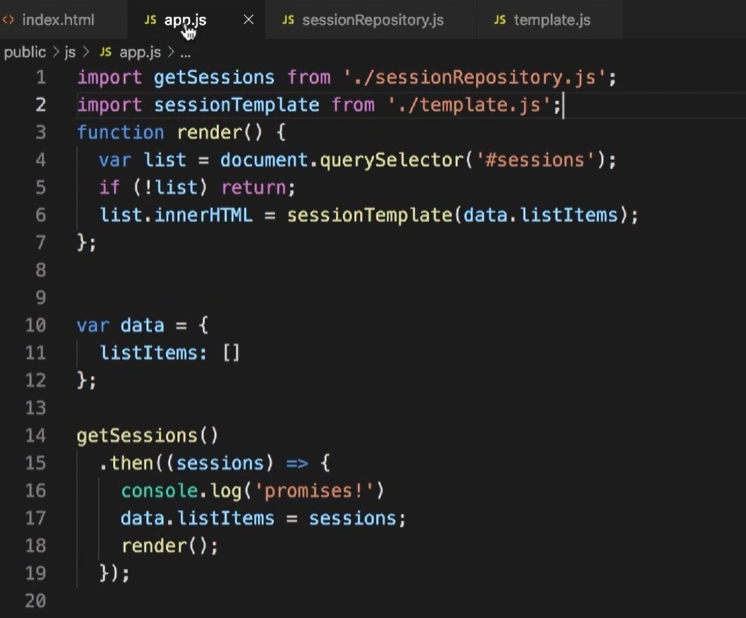 <> index.html JS app.js × JS sessionRepository.js JS template.js
public > js > JS app.js > ...
1 import getSessions from './sessionRepository.js';
2 import sessionTemplate from './template.js';
3 function render() {
4 var list = document.querySelector('#sessions');
5 if (!list) return;
6 list.innerHTML = sessionTemplate(data.listItems);
7 };
8
9
10 var data = {
11 listItems: []
12 };
13
14 getSessions()
15 .then((sessions) => {
16 console.log('promises!')
17 data.listItems = sessions;
18 render();
19 });
20